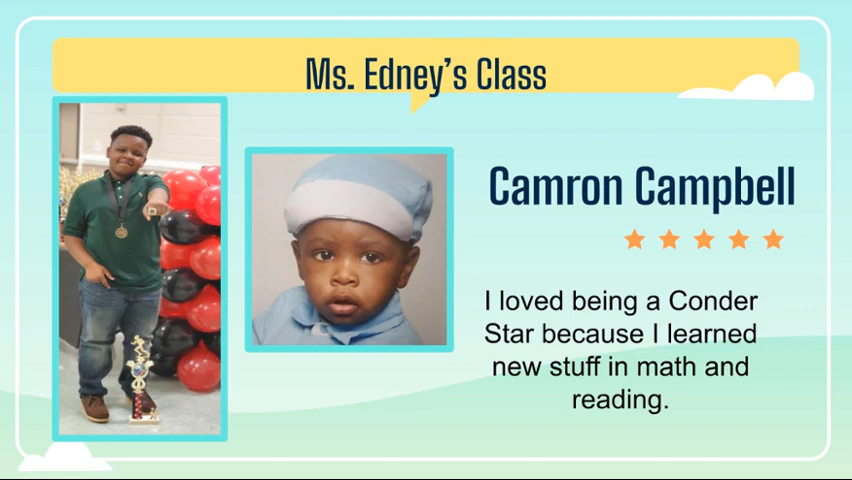 Ms. Edney’s Class
Camron Campbell
I loved being a Conder
Star because I learned
new stuff in math and
reading.